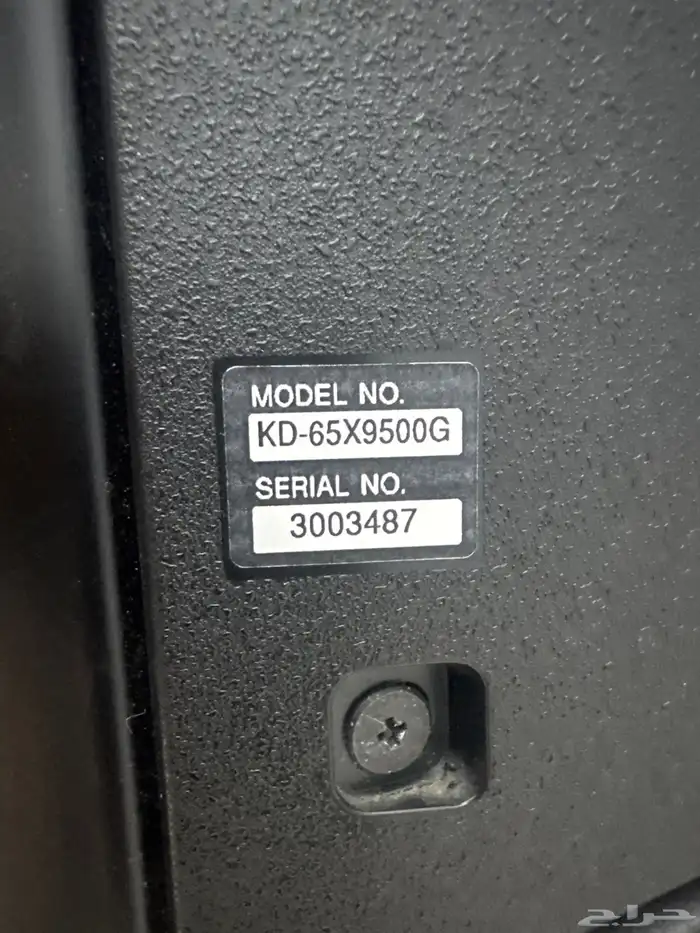 MODEL NO.
KD-65X9500G
SERIAL NO.
3003487
حراج